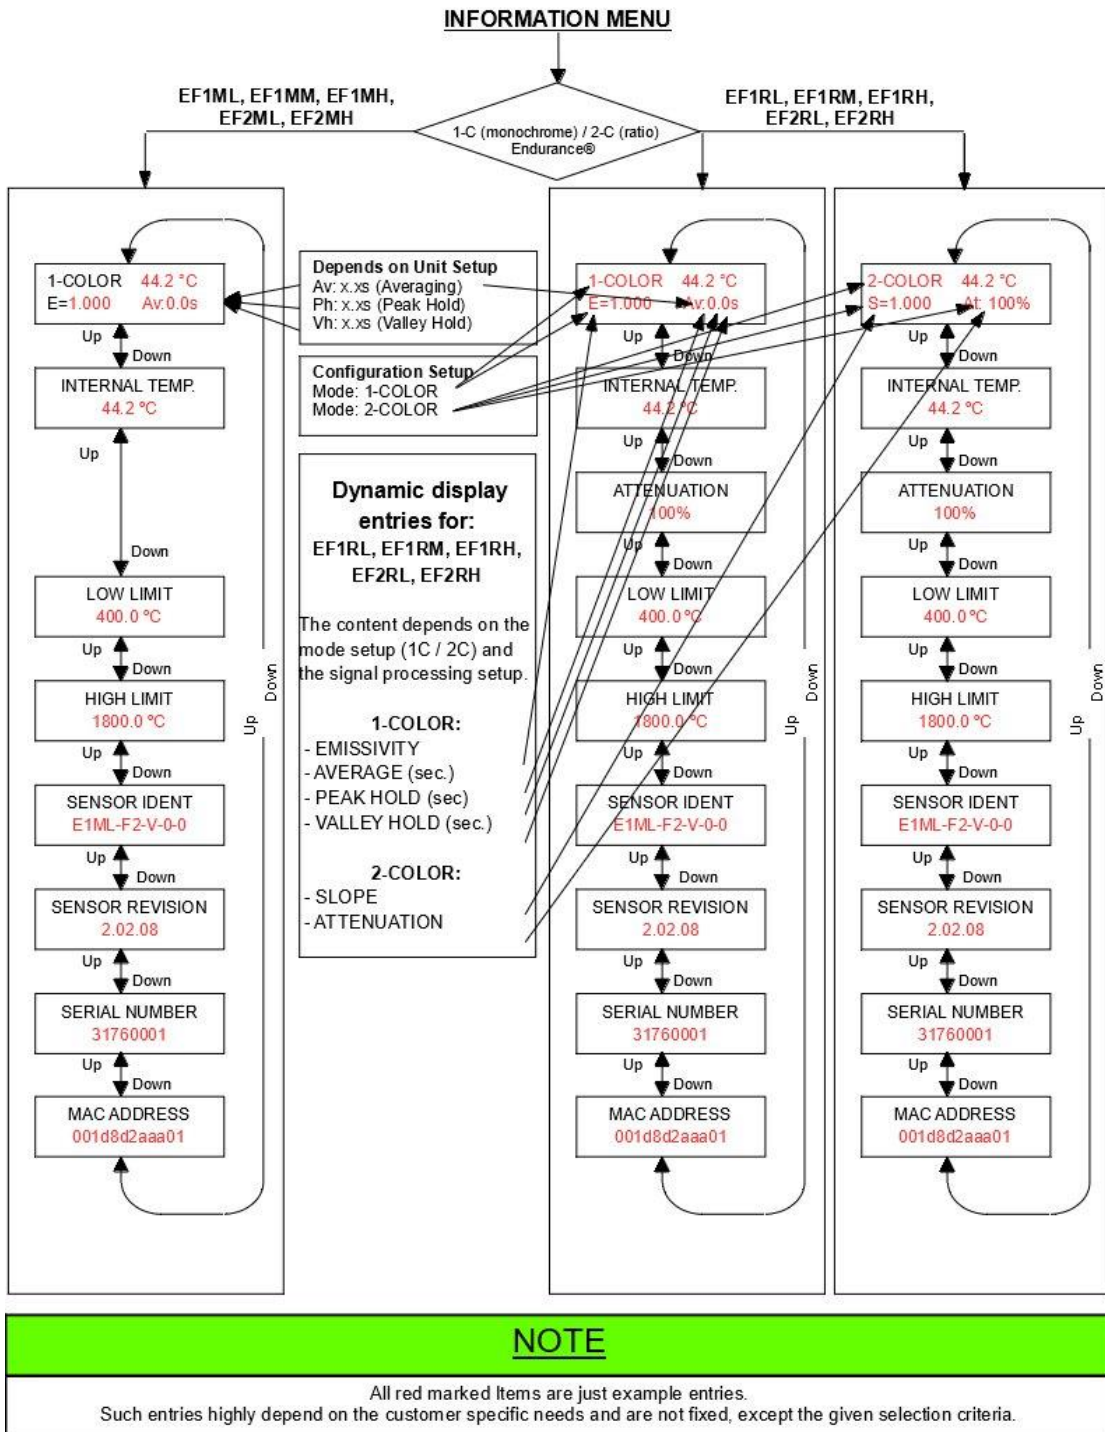 INFORMATION MENU
EF1ML, EF1MM, EF1MH,
EF2ML, EF2MH
1-C (monochrome) / 2-C (ratio)
Endurance®
EF1RL, EF1RM, EF1RH,
EF2RL, EF2RH
1-COLOR 44.2 °C
E=1.000 Av:0.0s
Up
Down
INTERNAL TEMP.
44.2 °C
Up
Down
LOW LIMIT
400.0 °C
Up
Down
HIGH LIMIT
1800.0 °C
Up
Down
SENSOR IDENT
E1ML-F2-V-0-0
Up
Down
SENSOR REVISION
2.02.08
Up
Down
SERIAL NUMBER
31760001
Up
Down
MAC ADDRESS
001d8d2aaa01
Up
Down
Depends on Unit Setup
Av: x.xs (Averaging)
Ph: x.xs (Peak Hold)
Vh: x.xs (Valley Hold)
Configuration Setup
Mode: 1-COLOR
Mode: 2-COLOR
Dynamic display
entries for:
EF1RL, EF1RM, EF1RH,
EF2RL, EF2RH
The content depends on the
mode setup (1C / 2C) and
the signal processing setup.
1-COLOR:
- EMISSIVITY
- AVERAGE (sec.)
- PEAK HOLD (sec)
- VALLEY HOLD (sec.)
2-COLOR:
- SLOPE
- ATTENUATION
1-COLOR 44.2 °C
E=1.000 Av:0.0s
Up
Down
INTERNAL TEMP.
44.2 °C
Up
Down
ATTENUATION
100%
Up
Down
LOW LIMIT
400.0 °C
Up
Down
HIGH LIMIT
1800.0 °C
Up
Down
SENSOR IDENT
E1ML-F2-V-0-0
Up
Down
SENSOR REVISION
2.02.08
Up
Down
SERIAL NUMBER
31760001
Up
Down
MAC ADDRESS
001d8d2aaa01
Up
Down
2-COLOR 44.2 °C
S=1.000 At: 100%
Up
Down
INTERNAL TEMP.
44.2 °C
Up
Down
ATTENUATION
100%
Up
Down
LOW LIMIT
400.0 °C
Up
Down
HIGH LIMIT
1800.0 °C
Up
Down
SENSOR IDENT
E1ML-F2-V-0-0
Up
Down
SENSOR REVISION
2.02.08
Up
Down
SERIAL NUMBER
31760001
Up
Down
MAC ADDRESS
001d8d2aaa01
Up
Down
NOTE
All red marked Items are just example entries.
Such entries highly depend on the customer specific needs and are not fixed, except the given selection criteria.